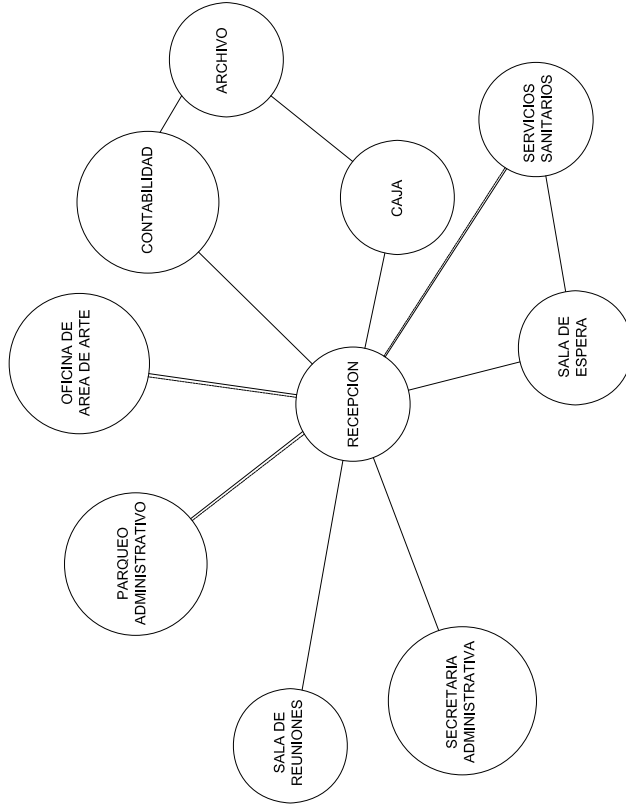 OFICINA DE
AREA DE ARTE
PARQUEO
ADMINISTRATIVO
CONTABILIDAD
ARCHIVO
SALA DE
REUNIONES
RECEPCION
CAJA
SECRETARIA
ADMINISTRATIVA
SERVICIOS
SANITARIOS
SALA DE
ESPERA